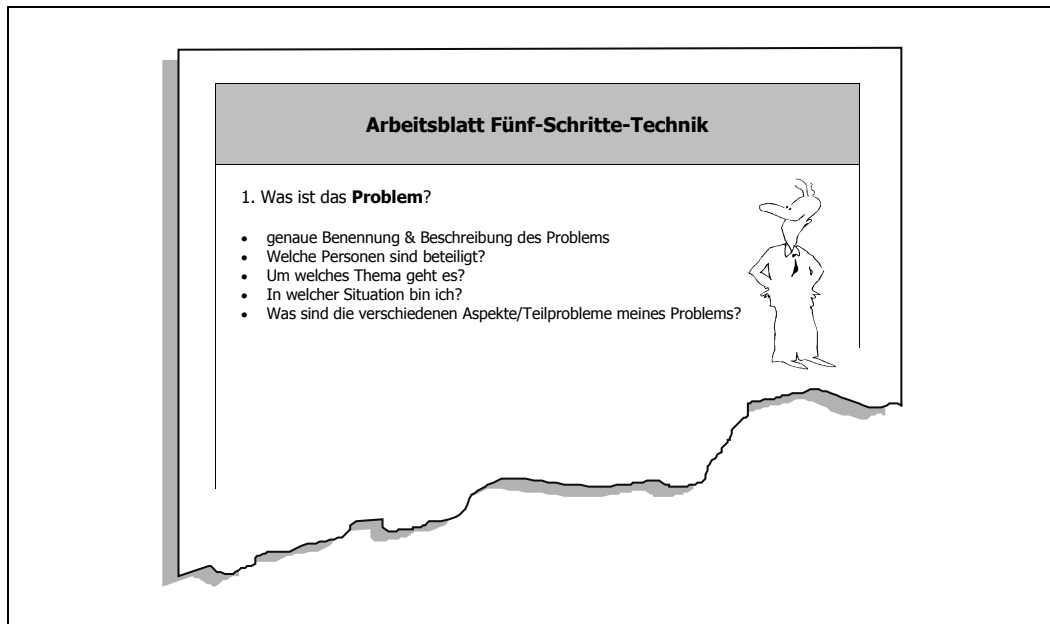 Arbeitsblatt Fünf-Schritte-Technik
1. Was ist das Problem?
• genaue Benennung & Beschreibung des Problems
• Welche Personen sind beteiligt?
• Um welches Thema geht es?
• In welcher Situation bin ich?
• Was sind die verschiedenen Aspekte/Teilprobleme meines Problems?